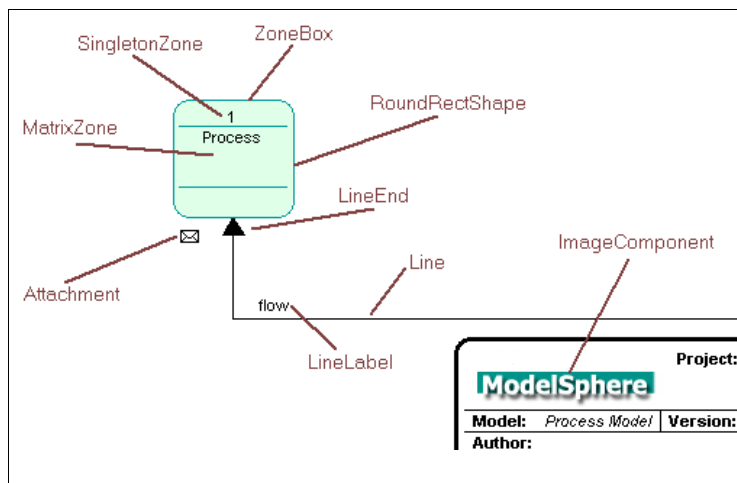 ZoneBox
SingletonZone
RoundRectShape
1
MatrixZone
Process
LineEnd
ImageComponent
Line
Attachment
flow
LineLabel
Project:
ModelSphere
Model: Process Model Version:
Author: